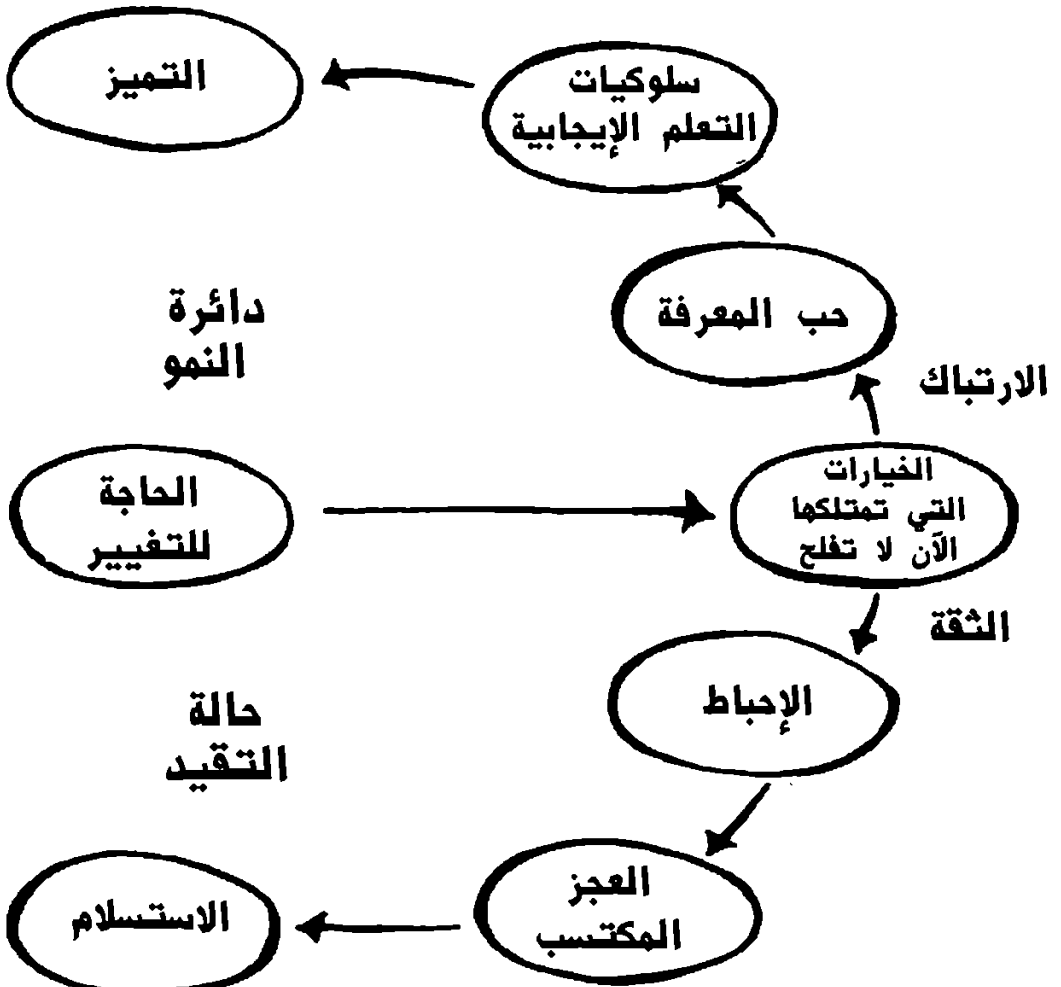 التميز
سلوكيات
التعلم الإيجابية
حب المعرفة
دائرة
النمو
الارتباك
الخيارات
التي تمتلكها
الآن لا تفلح
الحاجة
للتغيير
الثقة
الإحباط
حالة
التقيد
العجز
المكتسب
الاستسلام